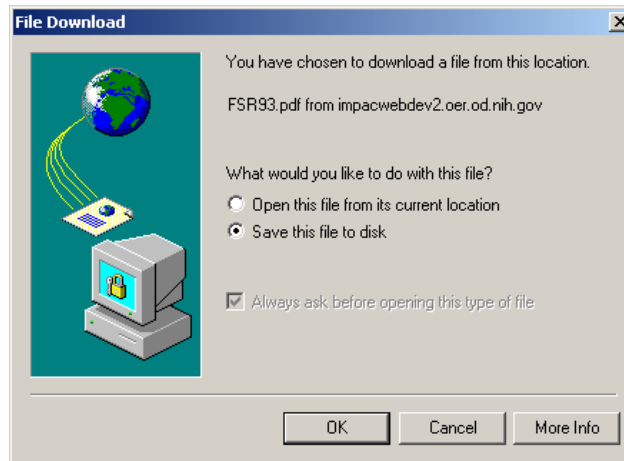 File Download
You have chosen to download a file from this location.
FSR93.pdf from impacwebdev2.oer.od.nih.gov
What would you like to do with this file?
Open this file from its current location
Save this file to disk
Always ask before opening this type of file
OK
Cancel
More Info